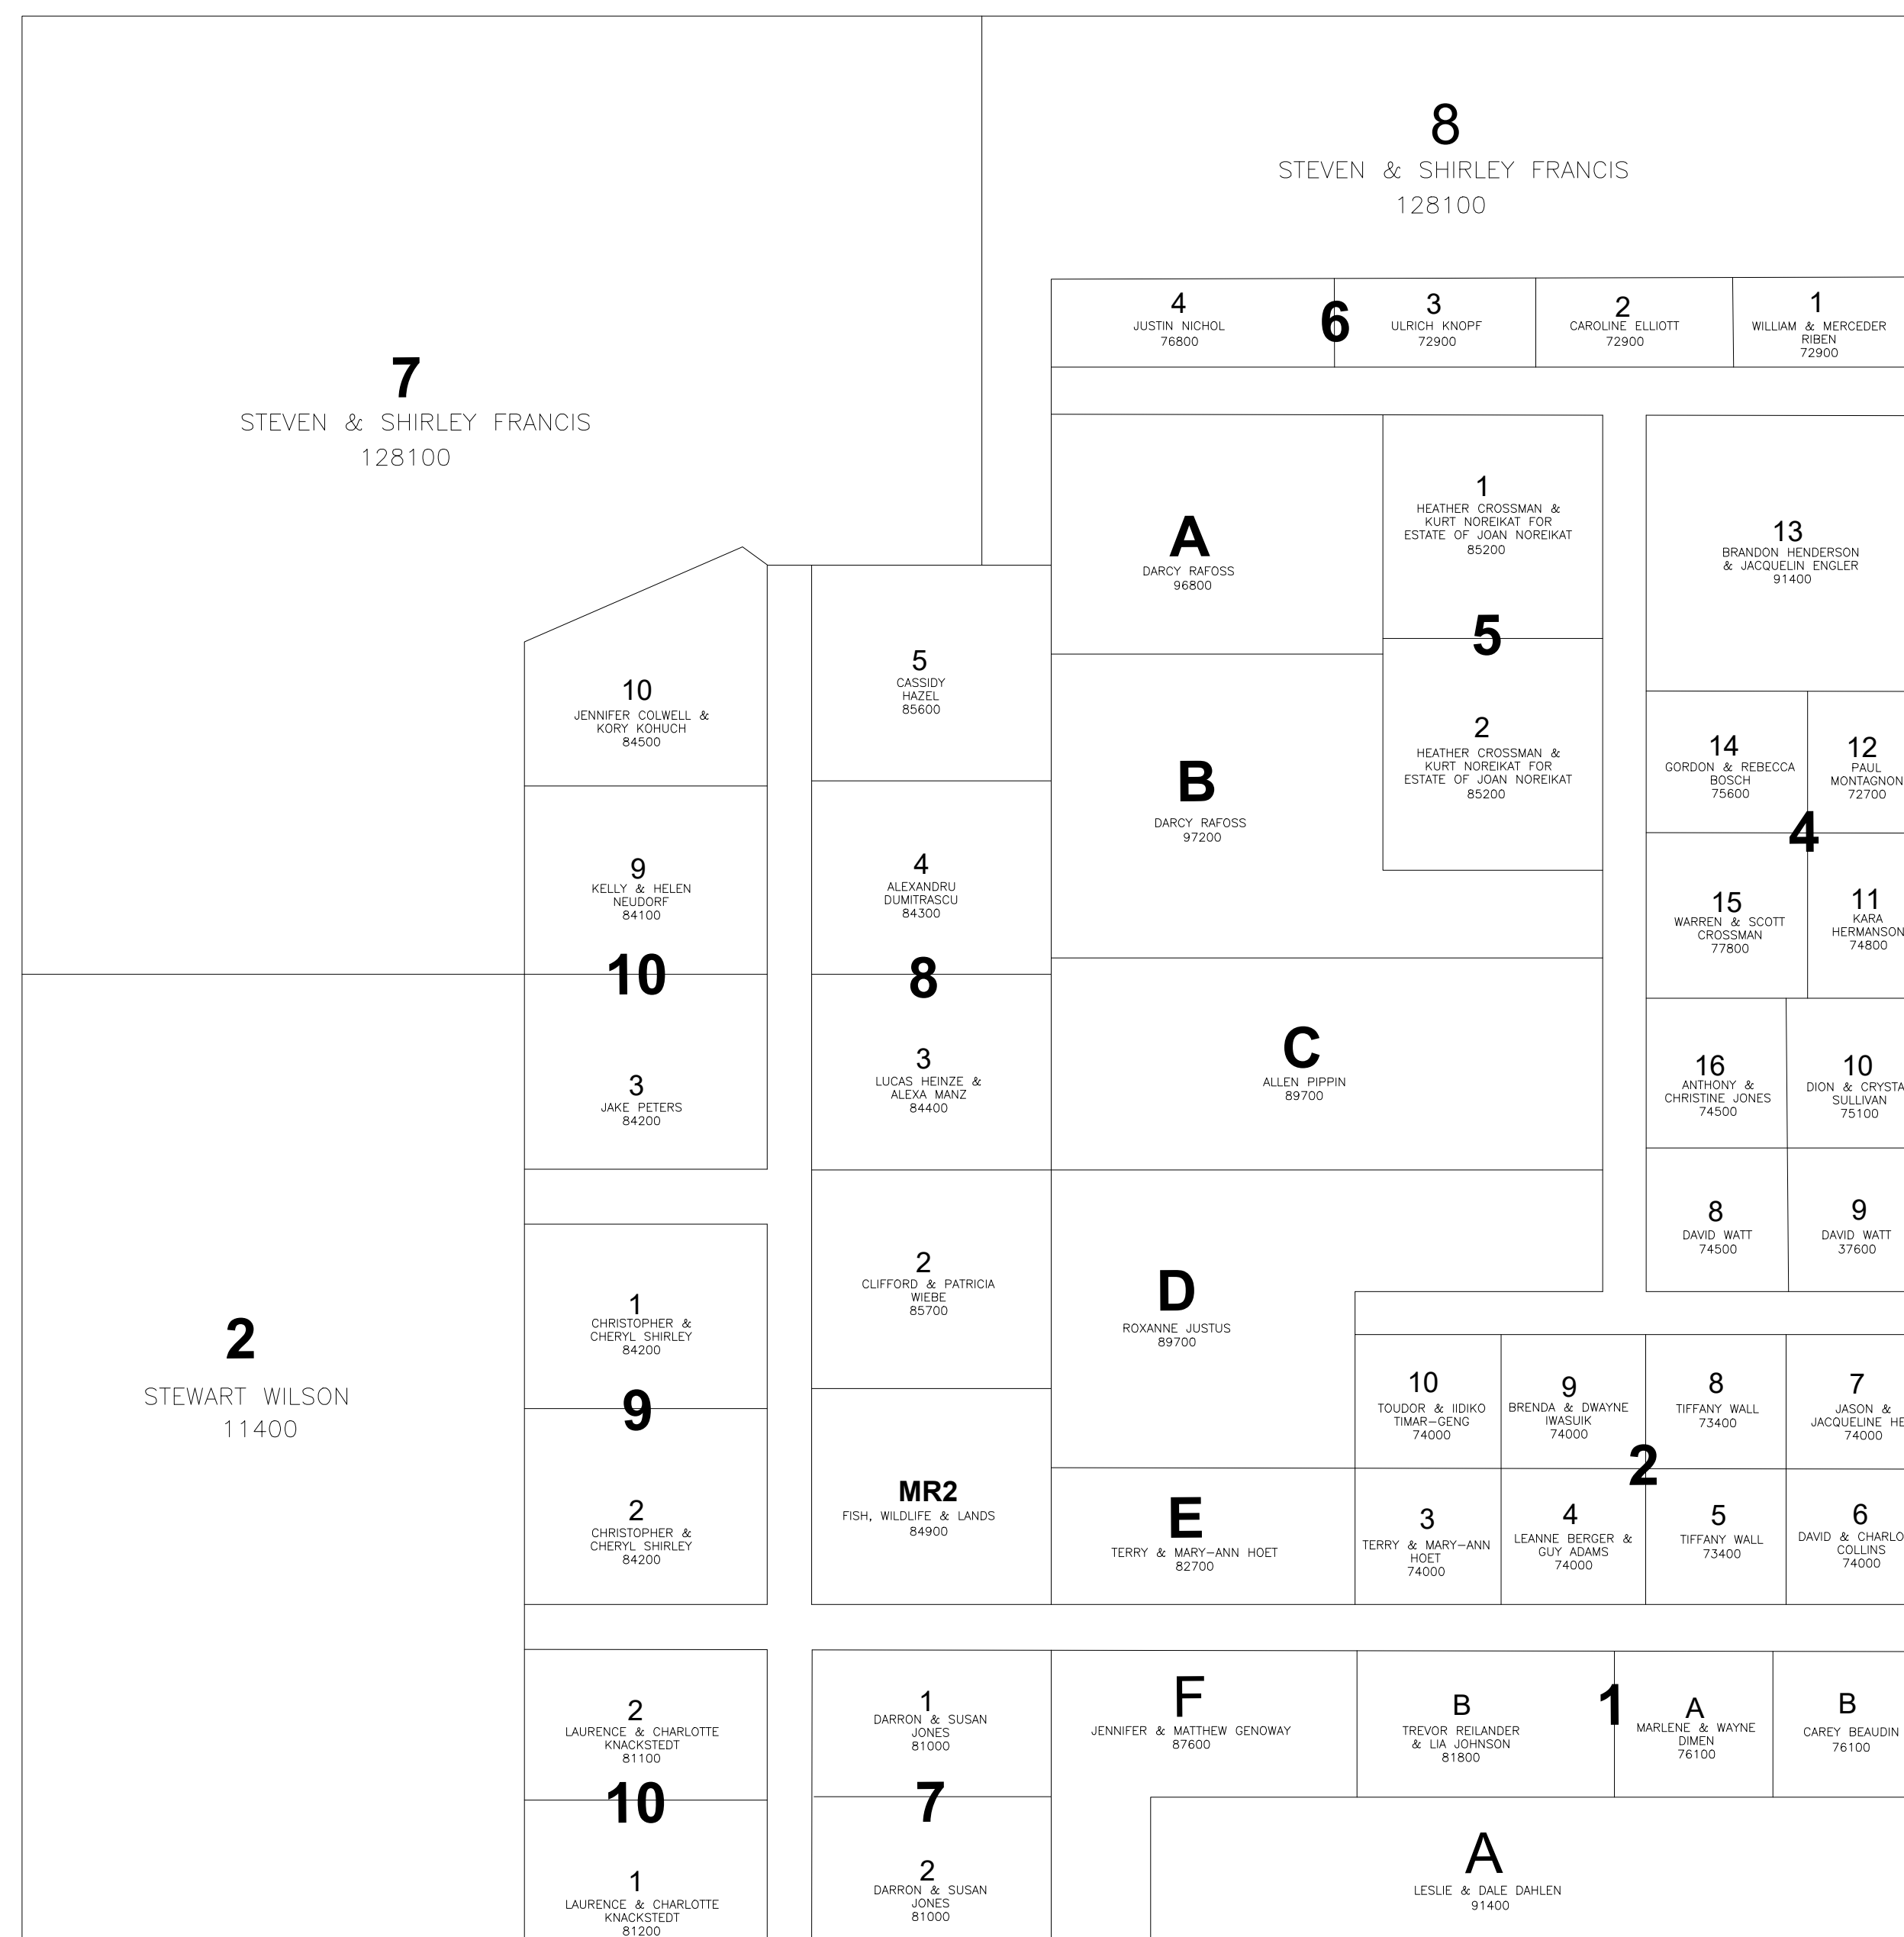 8
STEVEN & SHIRLEY FRANCIS
128100
7
STEVEN & SHIRLEY FRANCIS
128100
6
4
JUSTIN NICHOL
76800
3
ULRICH KNOPF
72900
2
CAROLINE ELLIOTT
72900
1
WILLIAM & MERCEDER
RIBEN
72900
A
DARCY RAFOSS
96800
1
HEATHER CROSSMAN &
KURT NOREIKAT FOR
ESTATE OF JOAN NOREIKAT
85200
5
2
HEATHER CROSSMAN &
KURT NOREIKAT FOR
ESTATE OF JOAN NOREIKAT
85200
B
DARCY RAFOSS
97200
13
BRANDON HENDERSON
& JACQUELIN ENGLER
91400
14
GORDON & REBECCA
BOSCH
75600
12
PAUL
MONTAGNON
72700
4
15
WARREN & SCOTT
CROSSMAN
77800
11
KARA
HERMANSON
74800
16
ANTHONY &
CHRISTINE JONES
74500
10
DION & CRYSTA
SULLIVAN
75100
8
DAVID WATT
74500
9
DAVID WATT
37600
10
JENNIFER COLWELL &
KORY KOHUCH
84500
9
KELLY & HELEN
NEUDORF
84100
10
3
JAKE PETERS
84200
5
CASSIDY
HAZEL
85600
4
ALEXANDRU
DUMITRASCU
84300
8
3
LUCAS HEINZE &
ALEXA MANZ
84400
C
ALLEN PIPPIN
89700
2
STEWART WILSON
11400
1
CHRISTOPHER &
CHERYL SHIRLEY
84200
9
2
CHRISTOPHER &
CHERYL SHIRLEY
84200
2
CLIFFORD & PATRICIA
WIEBE
85700
MR2
FISH, WILDLIFE & LANDS
84900
D
ROXANNE JUSTUS
89700
E
TERRY & MARY-ANN HOET
82700
10
TOUDOR & IIDIKO
TIMAR-GENG
74000
9
BRENDA & DWAYNE
IWASUIK
74000
8
TIFFANY WALL
73400
7
JASON &
JACQUELINE HE
74000
2
3
TERRY & MARY-ANN
HOET
74000
4
LEANNE BERGER &
GUY ADAMS
74000
5
TIFFANY WALL
73400
6
DAVID & CHARLO
COLLINS
74000
2
LAURENCE & CHARLOTTE
KNACKSTEDT
81100
10
1
LAURENCE & CHARLOTTE
KNACKSTEDT
81200
1
DARRON & SUSAN
JONES
81000
7
2
DARRON & SUSAN
JONES
81000
F
JENNIFER & MATTHEW GENOWAY
87600
B
TREVOR REILANDER
& LIA JOHNSON
81800
1
A
MARLENE & WAYNE
DIMEN
76100
B
CAREY BEAUDIN
76100
A
LESLIE & DALE DAHLEN
91400